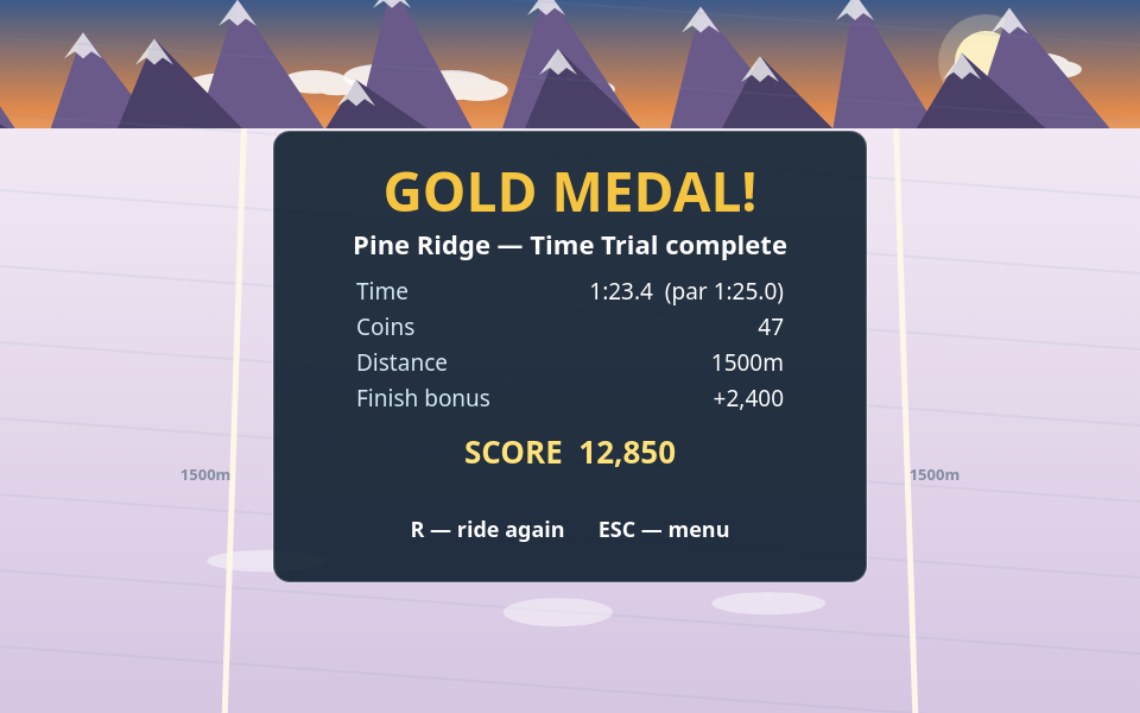 GOLD MEDAL!
Pine Ridge — Time Trial complete
Time 1:23.4 (par 1:25.0)
Coins 47
Distance 1500m
Finish bonus +2,400
SCORE 12,850
1500m 1500m
R — ride again ESC — menu